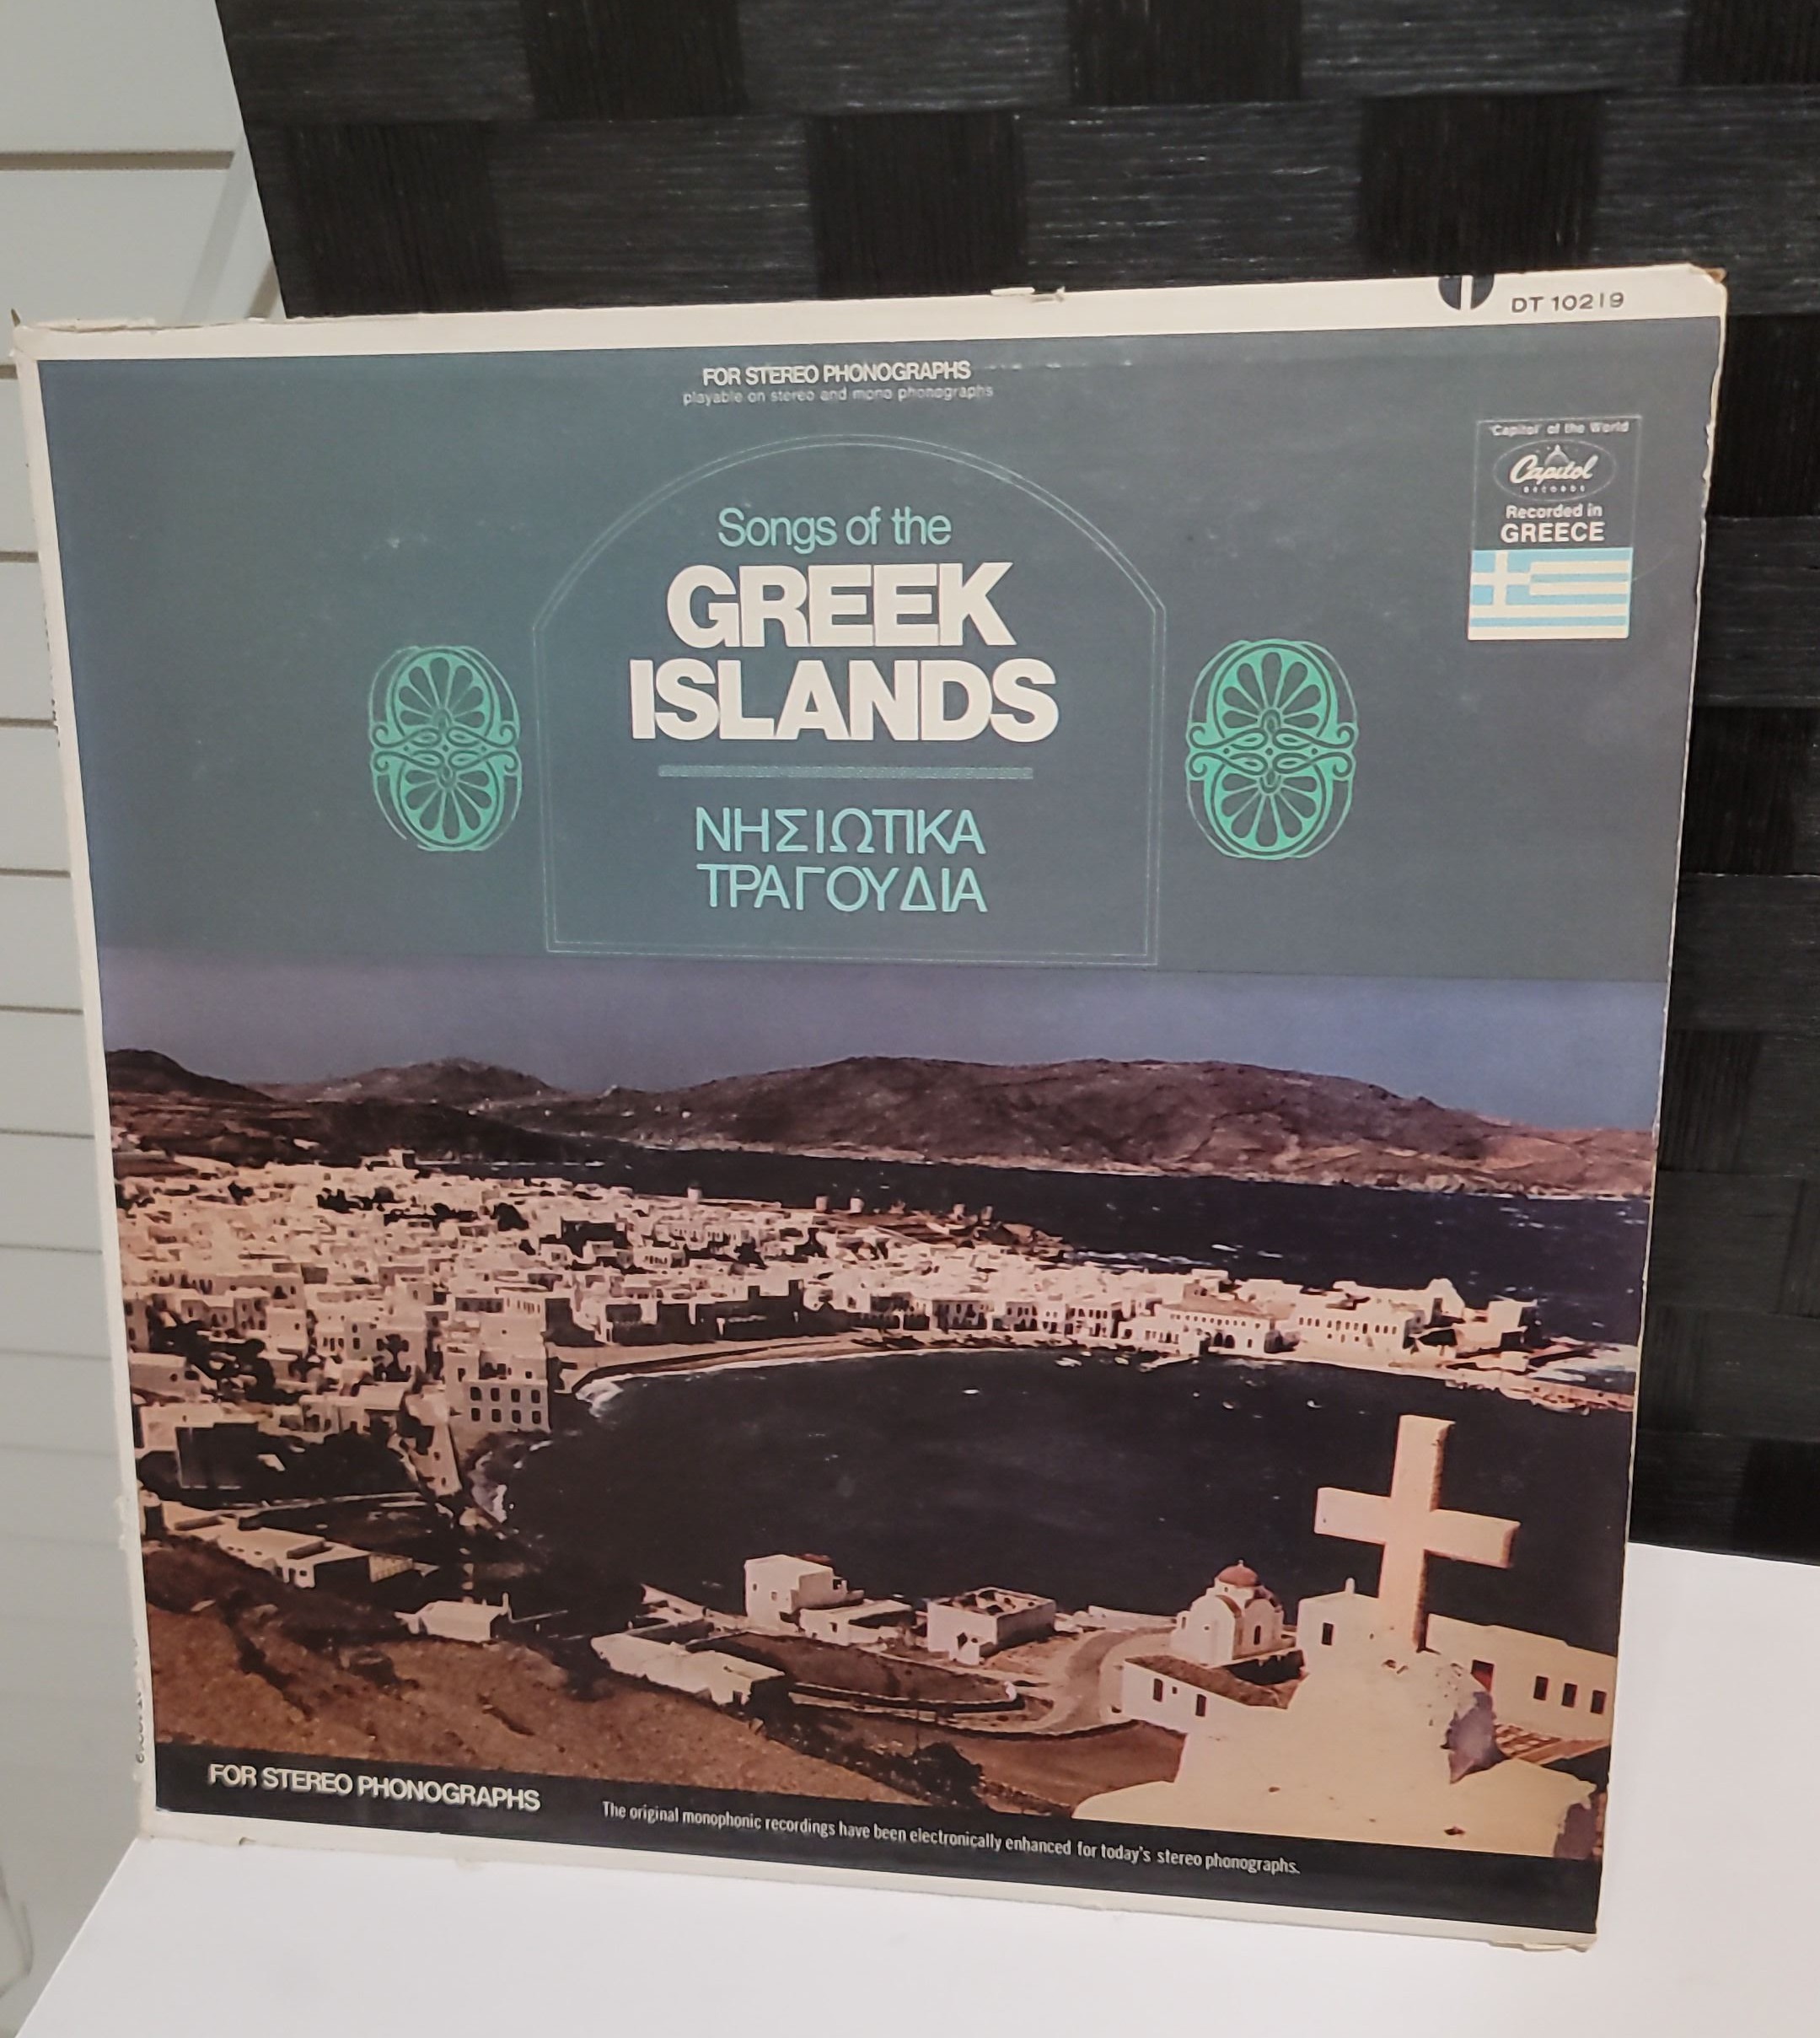 DT 10219
FOR STEREO PHONOGRAPHS
playable on stereo and mono phonographs
"Capitol" of the World
Capitol
RECORDS
Recorded in
GREECE
Songs of the
GREEK
ISLANDS
ΝΗΣΙΩΤΙΚΑ
ΤΡΑΓΟΥΔΙΑ
FOR STEREO PHONOGRAPHS
The original monophonic recordings have been electronically enhanced for today's stereo phonographs.